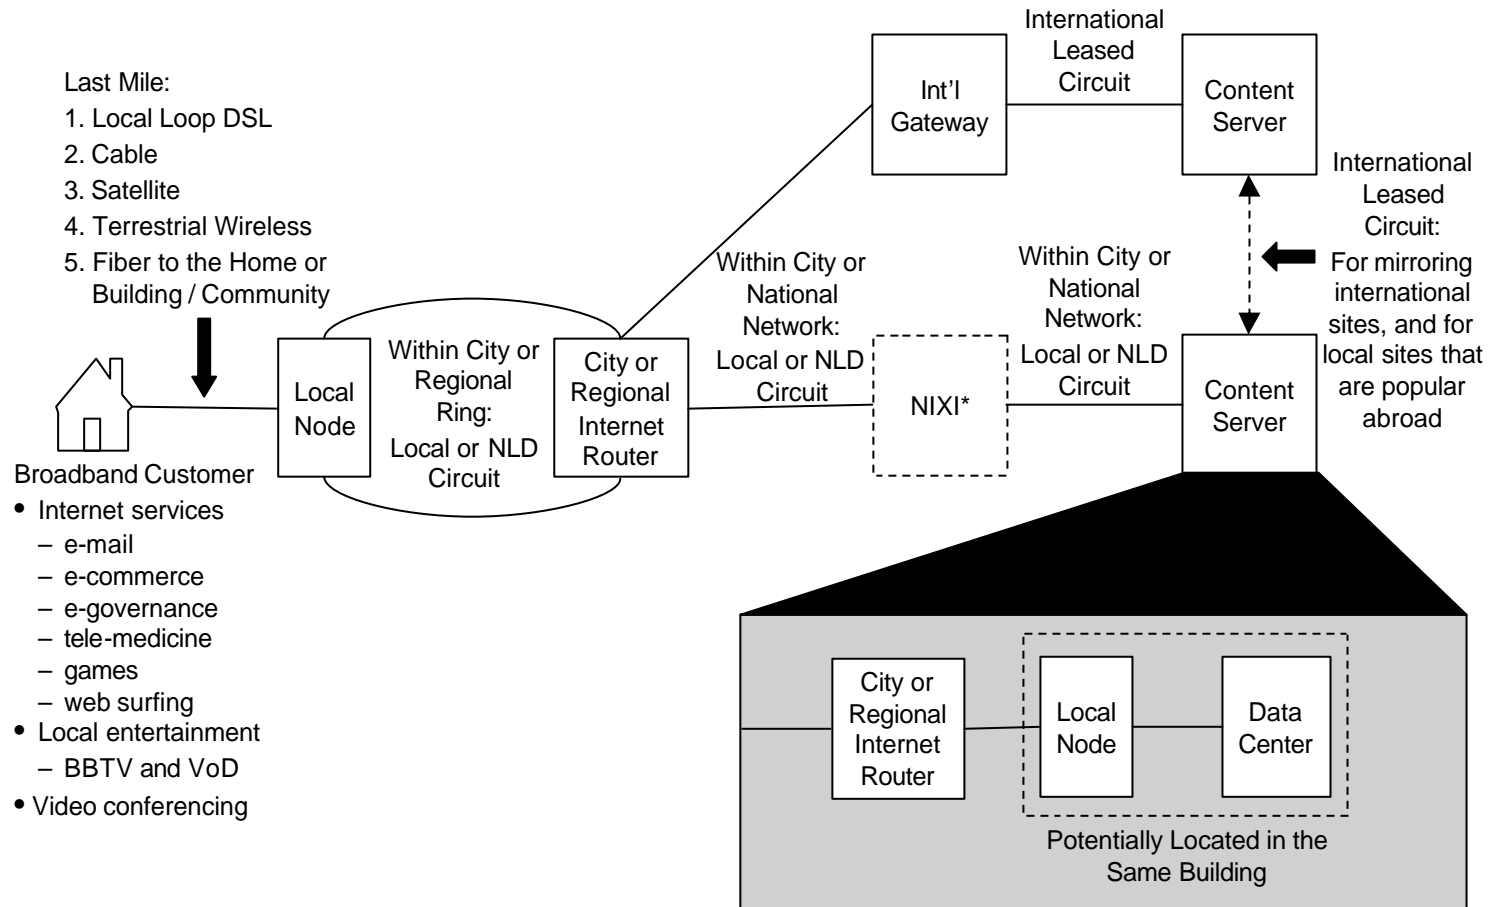 Last Mile:
1. Local Loop DSL
2. Cable
3. Satellite
4. Terrestrial Wireless
5. Fiber to the Home or
Building / Community
Broadband Customer
• Internet services
– e-mail
– e-commerce
– e-governance
– tele-medicine
– games
– web surfing
• Local entertainment
– BBTV and VoD
• Video conferencing
Local
Node
Within City or
Regional
Ring:
Local or NLD
Circuit
City or
Regional
Internet
Router
Int'l
Gateway
International
Leased
Circuit
Content
Server
Within City or
National
Network:
Local or NLD
Circuit
NIXI*
Within City or
National
Network:
Local or NLD
Circuit
Content
Server
International
Leased
Circuit:
For mirroring
international
sites, and for
local sites that
are popular
abroad
City or
Regional
Internet
Router
Local
Node
Data
Center
Potentially Located in the
Same Building